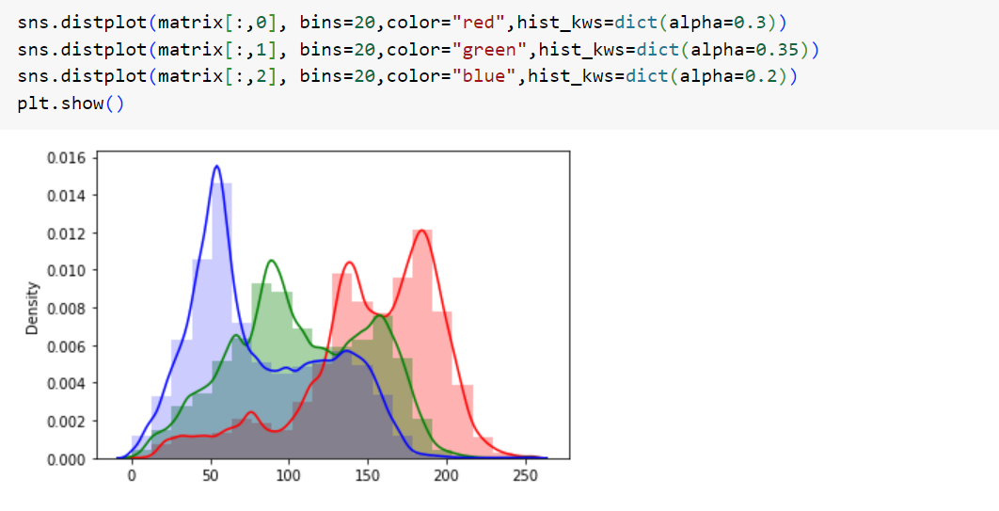 sns.distplot(matrix[:,0], bins=20,color="red",hist_kws=dict(alpha=0.3))
sns.distplot(matrix[:,1], bins=20,color="green",hist_kws=dict(alpha=0.35))
sns.distplot(matrix[:,2], bins=20,color="blue",hist_kws=dict(alpha=0.2))
plt.show()
0.016
0.014
0.012
0.010
0.008
0.006
0.004
0.002
0.000
Density
0 50 100 150 200 250